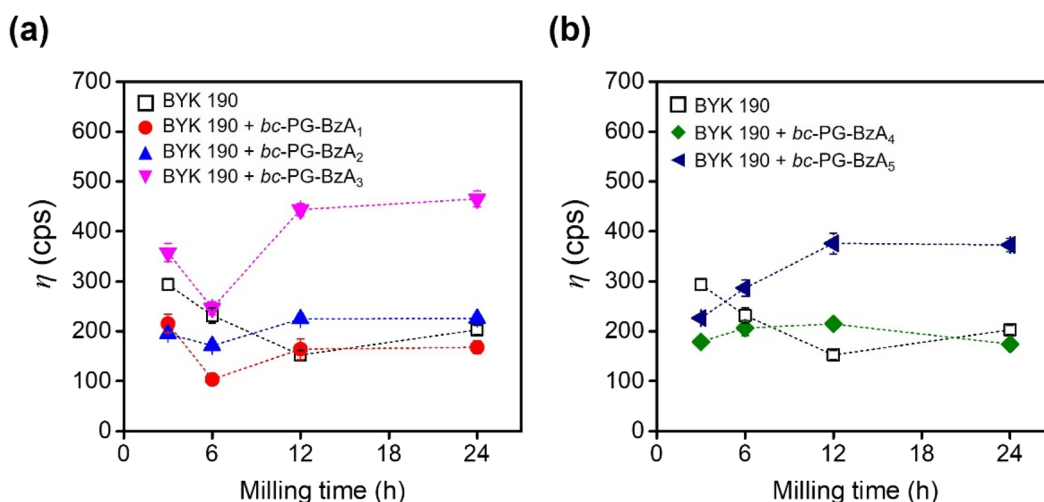 (a)
700
600
500
400
300
200
100
0
η (cps)
BYK 190
BYK 190 + bc-PG-BzA₁
BYK 190 + bc-PG-BzA₂
BYK 190 + bc-PG-BzA₃
0 6 12 18 24
Milling time (h)
(b)
700
600
500
400
300
200
100
0
η (cps)
BYK 190
BYK 190 + bc-PG-BzA₄
BYK 190 + bc-PG-BzA₅
0 6 12 18 24
Milling time (h)